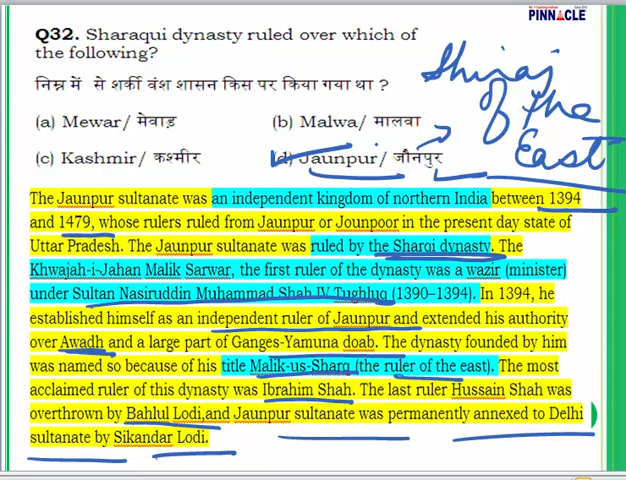 PINNACLE
Q32. Sharaqui dynasty ruled over which of
the following?
निम्न में से शर्की वंश शासन किस पर किया गया था ?
(a) Mewar/ मेवाड़ (b) Malwa/ मालवा
(c) Kashmir/ कश्मीर (d) Jaunpur/ जौनपुर
Shiraj
of the
East
The Jaunpur sultanate was an independent kingdom of northern India between 1394
and 1479, whose rulers ruled from Jaunpur or Jounpoor in the present day state of
Uttar Pradesh. The Jaunpur sultanate was ruled by the Sharqi dynasty. The
Khwajah-i-Jahan Malik Sarwar, the first ruler of the dynasty was a wazir (minister)
under Sultan Nasiruddin Muhammad Shah IV Tughluq (1390–1394). In 1394, he
established himself as an independent ruler of Jaunpur and extended his authority
over Awadh and a large part of Ganges-Yamuna doab. The dynasty founded by him
was named so because of his title Malik-us-Sharq (the ruler of the east). The most
acclaimed ruler of this dynasty was Ibrahim Shah. The last ruler Hussain Shah was
overthrown by Bahlul Lodi,and Jaunpur sultanate was permanently annexed to Delhi
sultanate by Sikandar Lodi.